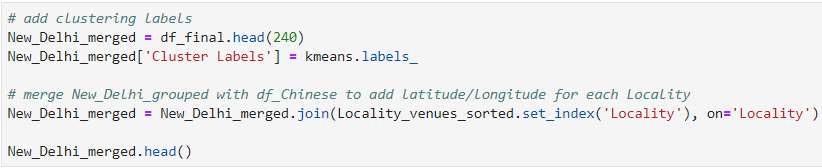 # add clustering labels
New_Delhi_merged = df_final.head(240)
New_Delhi_merged['Cluster Labels'] = kmeans.labels_
# merge New_Delhi_grouped with df_Chinese to add latitude/longitude for each Locality
New_Delhi_merged = New_Delhi_merged.join(Locality_venues_sorted.set_index('Locality'), on='Locality')
New_Delhi_merged.head()